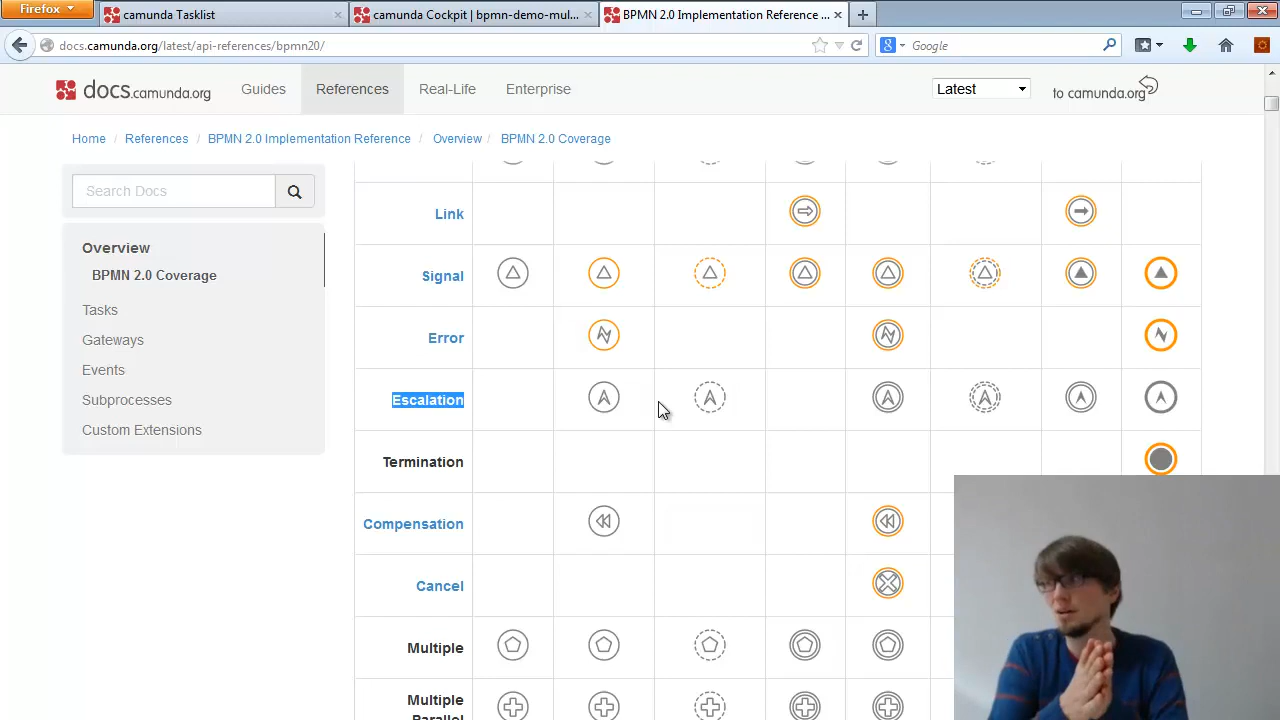 Firefox
camunda Tasklist
camunda Cockpit | bpmn-demo-mul...
BPMN 2.0 Implementation Reference ...
docs.camunda.org/latest/api-references/bpmn20/
Google
docs.camunda.org
Guides
References
Real-Life
Enterprise
Latest
to camunda.org
Home / References / BPMN 2.0 Implementation Reference / Overview / BPMN 2.0 Coverage
Search Docs
Overview
BPMN 2.0 Coverage
Tasks
Gateways
Events
Subprocesses
Custom Extensions
Link
Signal
Error
Escalation
Termination
Compensation
Cancel
Multiple
Multiple
Parallel